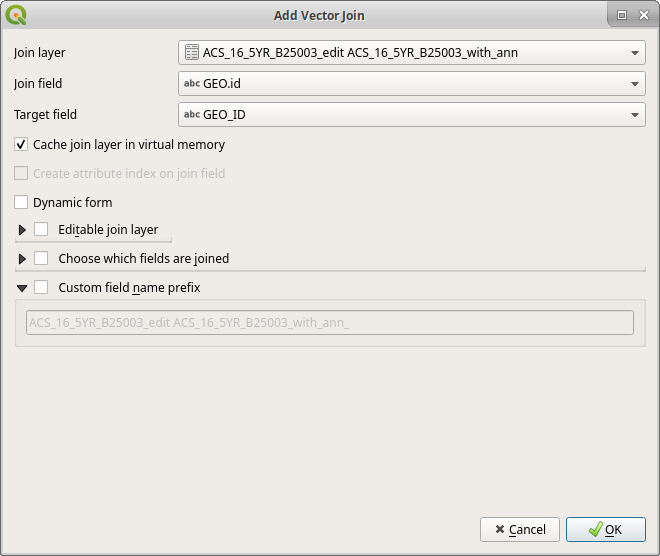 Add Vector Join
Join layer ACS_16_5YR_B25003_edit ACS_16_5YR_B25003_with_ann
Join field abc GEO.id
Target field abc GEO_ID
Cache join layer in virtual memory
Create attribute index on join field
Dynamic form
Editable join layer
Choose which fields are joined
Custom field name prefix
ACS_16_5YR_B25003_edit ACS_16_5YR_B25003_with_ann_
Cancel OK